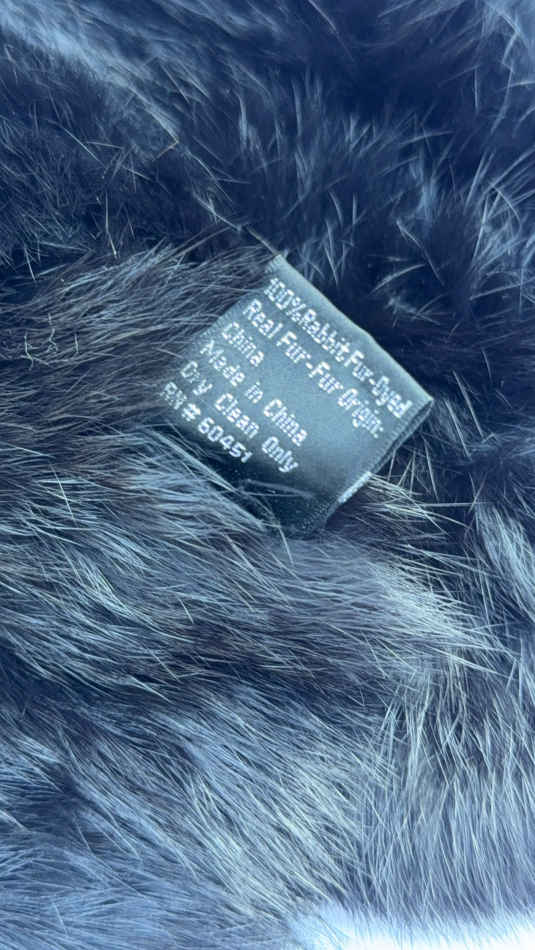 100%Rabbit Fur-Dyed
Real Fur-Fur Origin:
China
Made in China
Dry Clean Only
RN# 60451